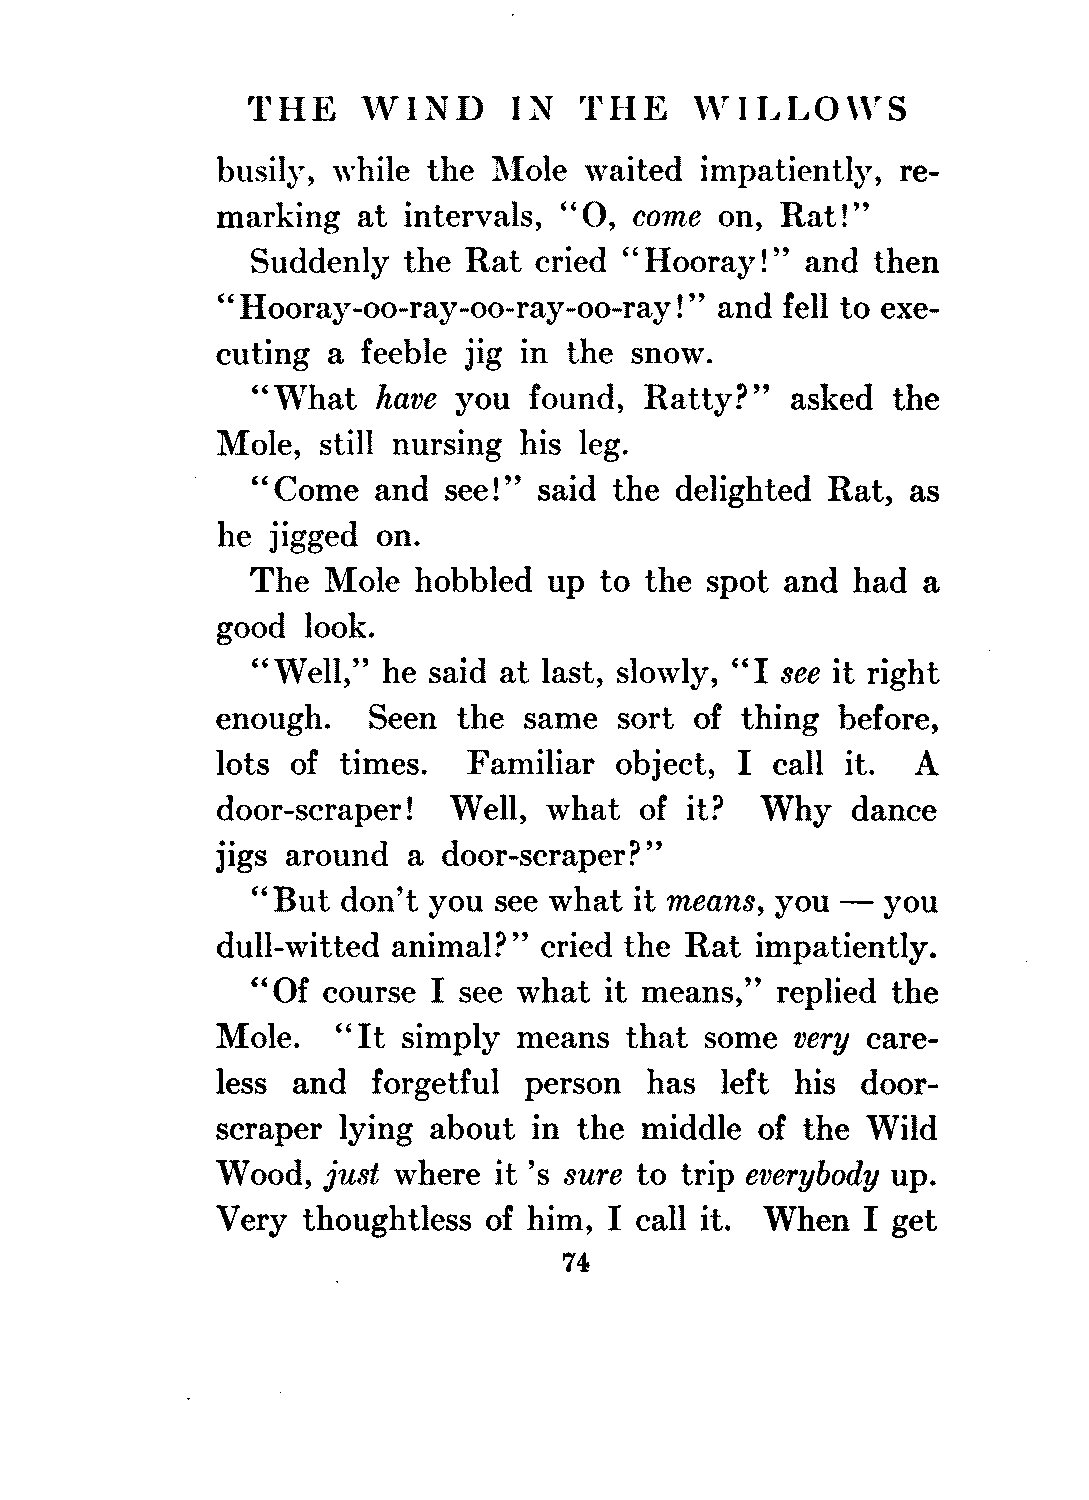 THE WIND IN THE WILLOWS
busily, while the Mole waited impatiently, re-
marking at intervals, “O, come on, Rat!”
Suddenly the Rat cried “Hooray!” and then
“Hooray-oo-ray-oo-ray-oo-ray!” and fell to exe-
cuting a feeble jig in the snow.
“What have you found, Ratty?” asked the
Mole, still nursing his leg.
“Come and see!” said the delighted Rat, as
he jigged on.
The Mole hobbled up to the spot and had a
good look.
“Well,” he said at last, slowly, “I see it right
enough. Seen the same sort of thing before,
lots of times. Familiar object, I call it. A
door-scraper! Well, what of it? Why dance
jigs around a door-scraper?”
“But don’t you see what it means, you — you
dull-witted animal?” cried the Rat impatiently.
“Of course I see what it means,” replied the
Mole. “It simply means that some very care-
less and forgetful person has left his door-
scraper lying about in the middle of the Wild
Wood, just where it ’s sure to trip everybody up.
Very thoughtless of him, I call it. When I get
74